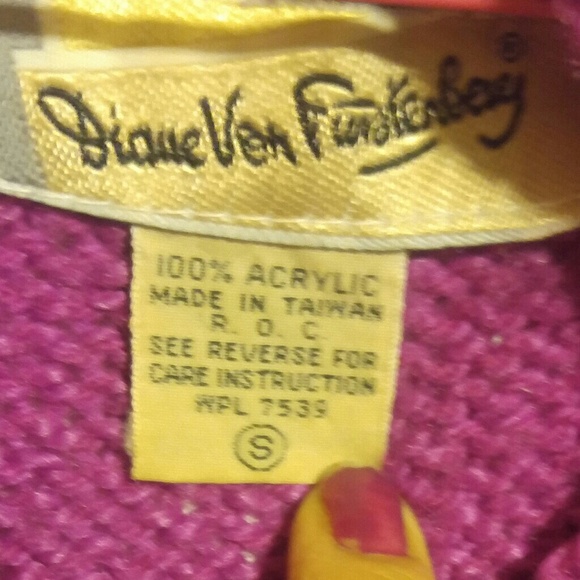 Diane Von Furstenberg ®
100% ACRYLIC
MADE IN TAIWAN
R. O. C.
SEE REVERSE FOR
CARE INSTRUCTION
WPL 7539
S